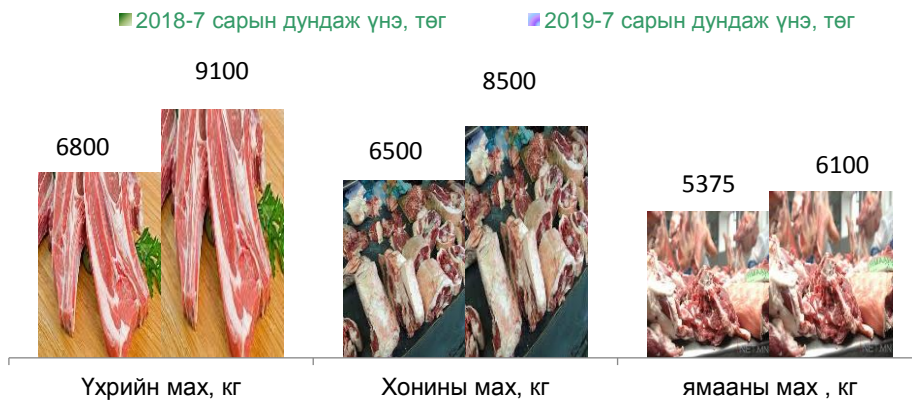 2018-7 сарын дундаж үнэ, төг
2019-7 сарын дундаж үнэ, төг
6800
9100
6500
8500
5375
6100
Үхрийн мах, кг
Хонины мах, кг
ямааны мах , кг